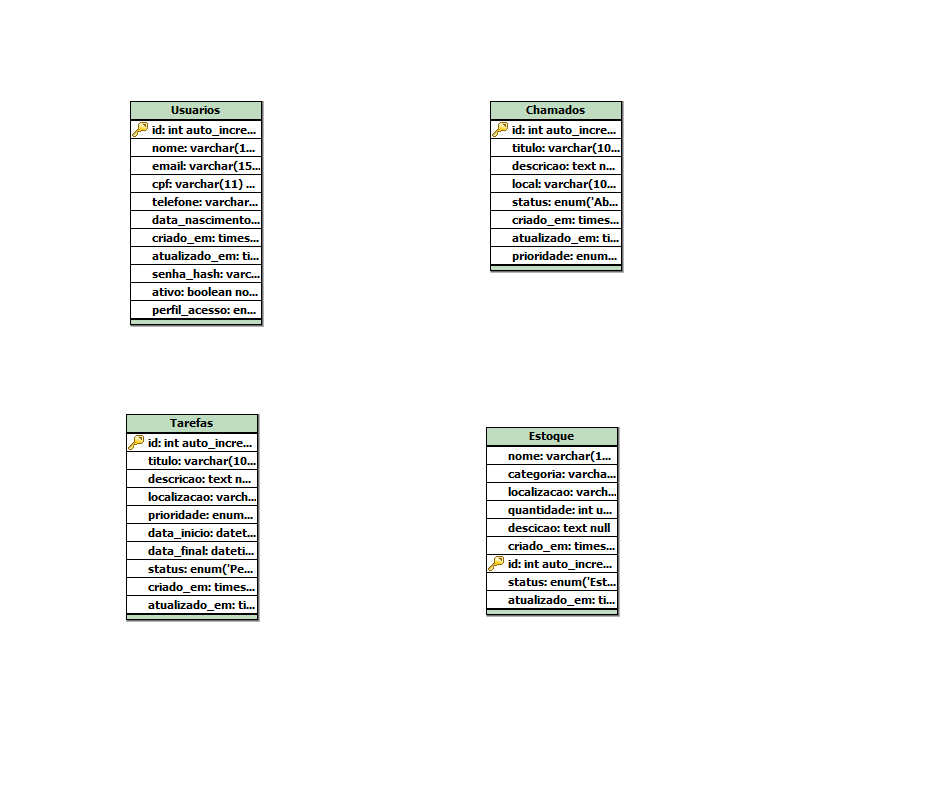 Usuarios
id: int auto_incre...
nome: varchar(1...
email: varchar(15...
cpf: varchar(11) ...
telefone: varchar...
data_nascimento...
criado_em: times...
atualizado_em: ti...
senha_hash: varc...
ativo: boolean no...
perfil_acesso: en...
Chamados
id: int auto_incre...
titulo: varchar(10...
descricao: text n...
local: varchar(10...
status: enum('Ab...
criado_em: times...
atualizado_em: ti...
prioridade: enum...
Tarefas
id: int auto_incre...
titulo: varchar(10...
descricao: text n...
localizacao: varch...
prioridade: enum...
data_inicio: datet...
data_final: dateti...
status: enum('Pe...
criado_em: times...
atualizado_em: ti...
Estoque
nome: varchar(1...
categoria: varcha...
localizacao: varch...
quantidade: int u...
descicao: text null
criado_em: times...
id: int auto_incre...
status: enum('Est...
atualizado_em: ti...